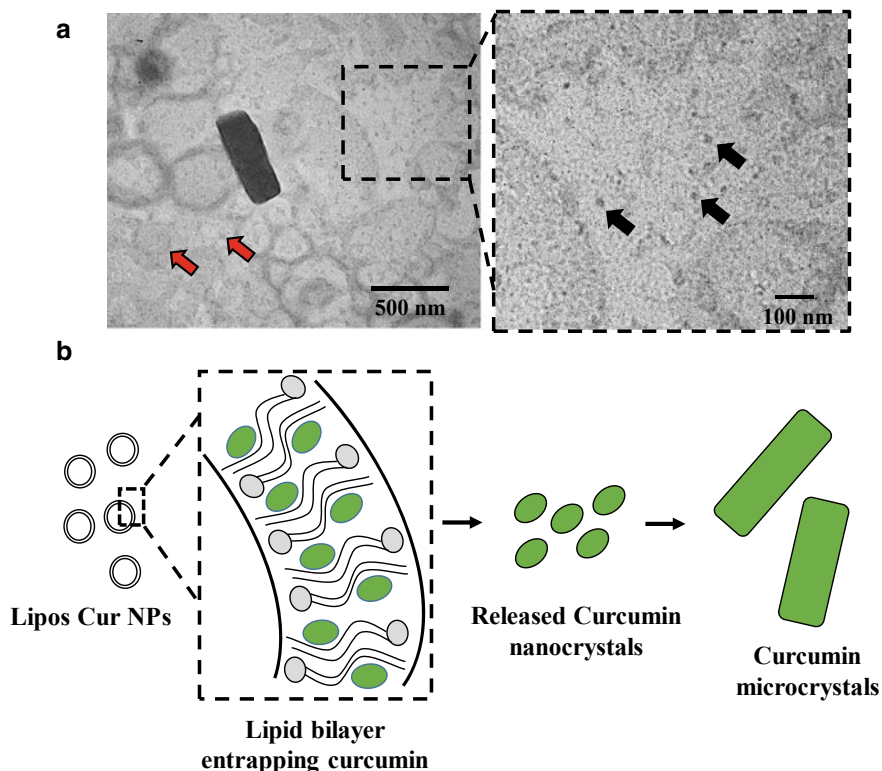 a
500 nm
100 nm
b
Lipos Cur NPs
Lipid bilayer
entrapping curcumin
Released Curcumin
nanocrystals
Curcumin
microcrystals